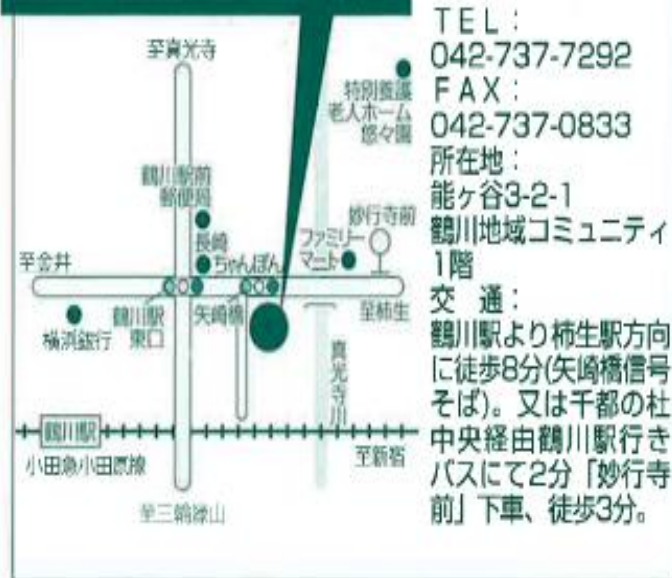 至真光寺
特別養護
老人ホーム
悠々園
鶴川駅前
郵便局
長崎
ちゃんぽん
ファミリー
マート
妙行寺前
至金井
横浜銀行
鶴川駅
東口
矢崎橋
至柿生
真光寺川
鶴川駅
小田急小田原線
至新宿
至三輪緑山
TEL:
042-737-7292
FAX:
042-737-0833
所在地:
能ヶ谷3-2-1
鶴川地域コミュニティ
1階
交 通:
鶴川駅より柿生駅方向
に徒歩8分(矢崎橋信号
そば)。又は千都の杜
中央経由鶴川駅行き
バスにて2分「妙行寺
前」下車、徒歩3分。